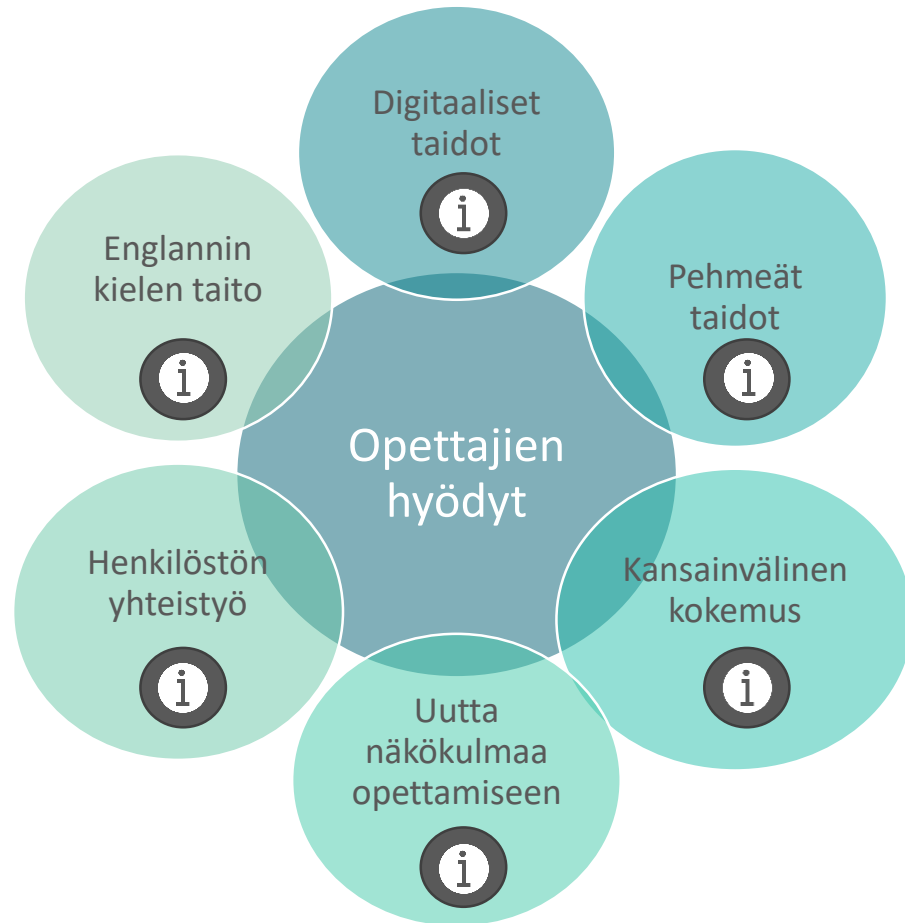 Digitaaliset
taidot
i
Englannin
kielen taito
i
Pehmeät
taidot
i
Opettajien
hyödyt
Henkilöstön
yhteistyö
i
Kansainvälinen
kokemus
i
Uutta
näkökulmaa
opettamiseen
i